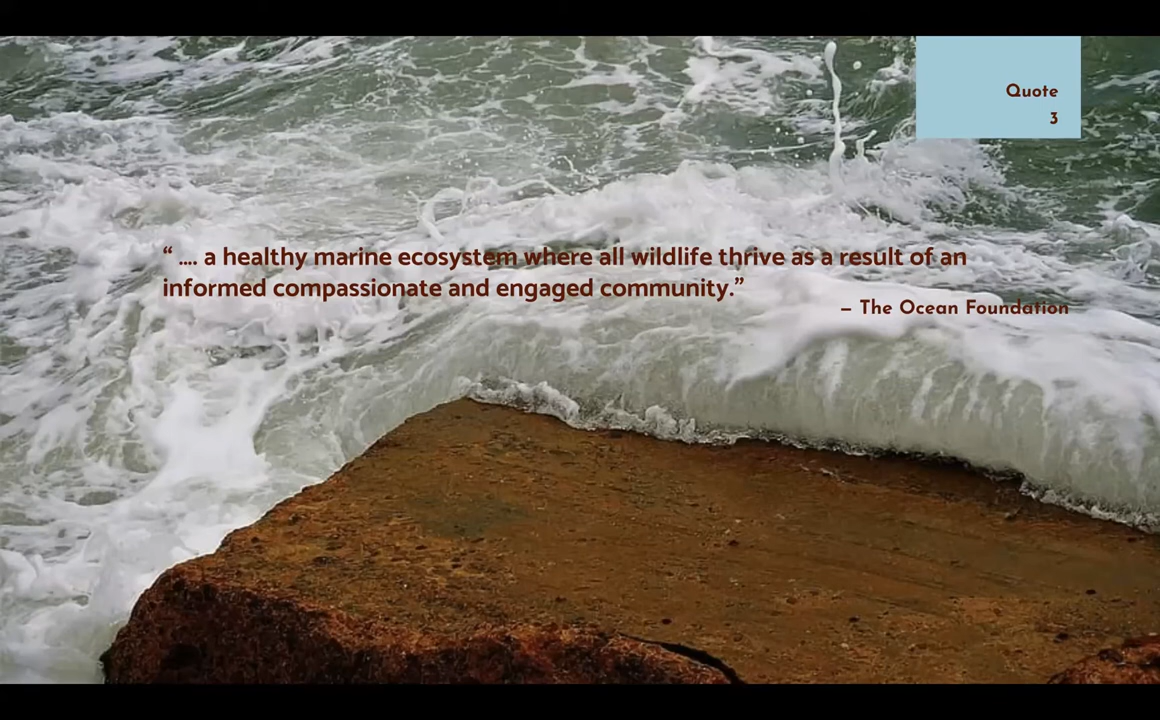 Quote
3
“ .... a healthy marine ecosystem where all wildlife thrive as a result of an
informed compassionate and engaged community.”
– The Ocean Foundation